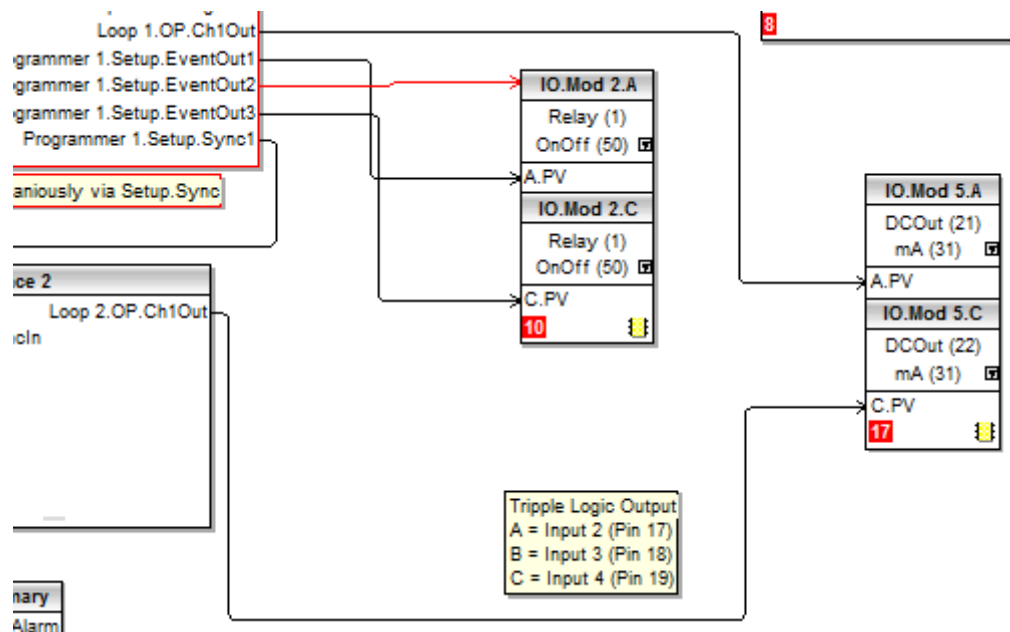 Loop 1.OP.Ch1Out
ogrammer 1.Setup.EventOut1
ogrammer 1.Setup.EventOut2
ogrammer 1.Setup.EventOut3
Programmer 1.Setup.Sync1
aniously via Setup.Sync
nce 2
Loop 2.OP.Ch1Out
ncIn
mary
Alarm
IO.Mod 2.A
Relay (1)
OnOff (50)
A.PV
IO.Mod 2.C
Relay (1)
OnOff (50)
C.PV
10
Tripple Logic Output
A = Input 2 (Pin 17)
B = Input 3 (Pin 18)
C = Input 4 (Pin 19)
8
IO.Mod 5.A
DCOut (21)
mA (31)
A.PV
IO.Mod 5.C
DCOut (22)
mA (31)
C.PV
17